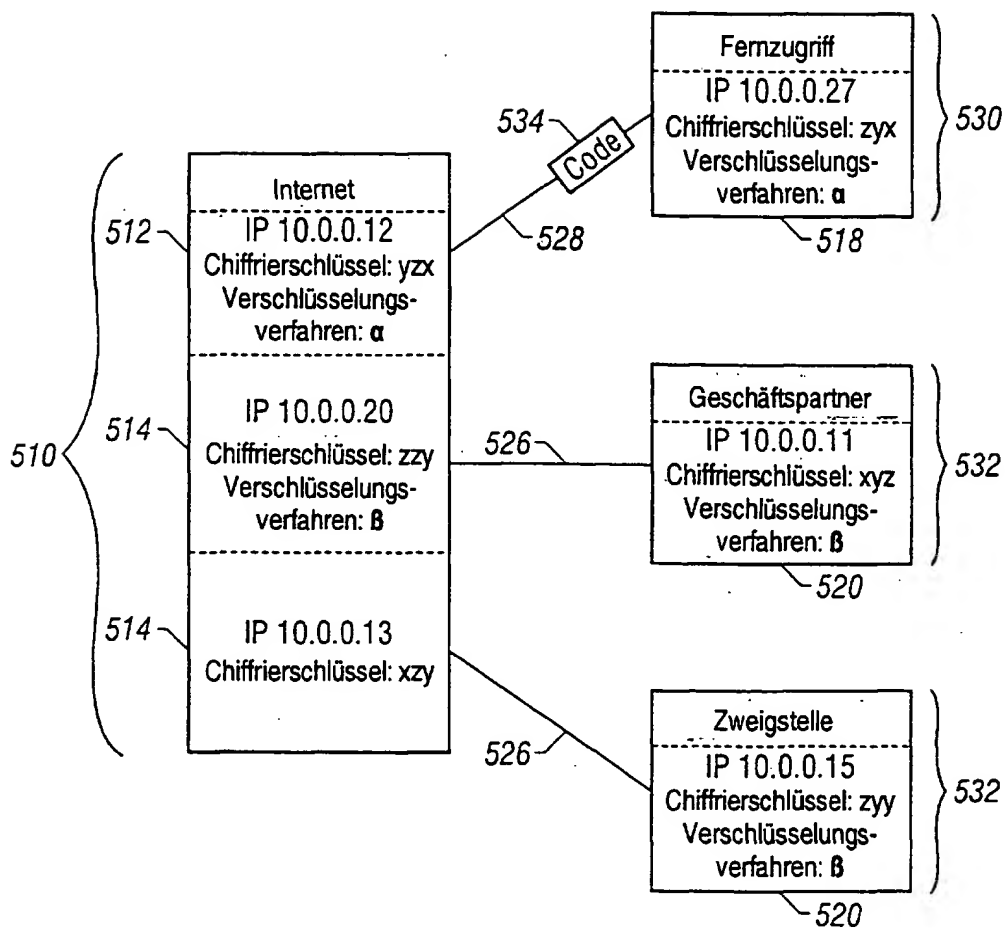 Fernzugriff
IP 10.0.0.27
Chiffrierschlüssel: zyx
Verschlüsselungs-
verfahren: α
530
518
534
Code
528
Internet
512
IP 10.0.0.12
Chiffrierschlüssel: yzx
Verschlüsselungs-
verfahren: α
510
514
IP 10.0.0.20
Chiffrierschlüssel: zzy
Verschlüsselungs-
verfahren: β
526
Geschäftspartner
IP 10.0.0.11
Chiffrierschlüssel: xyz
Verschlüsselungs-
verfahren: β
532
520
514
IP 10.0.0.13
Chiffrierschlüssel: xzy
526
Zweigstelle
IP 10.0.0.15
Chiffrierschlüssel: zyy
Verschlüsselungs-
verfahren: β
532
520